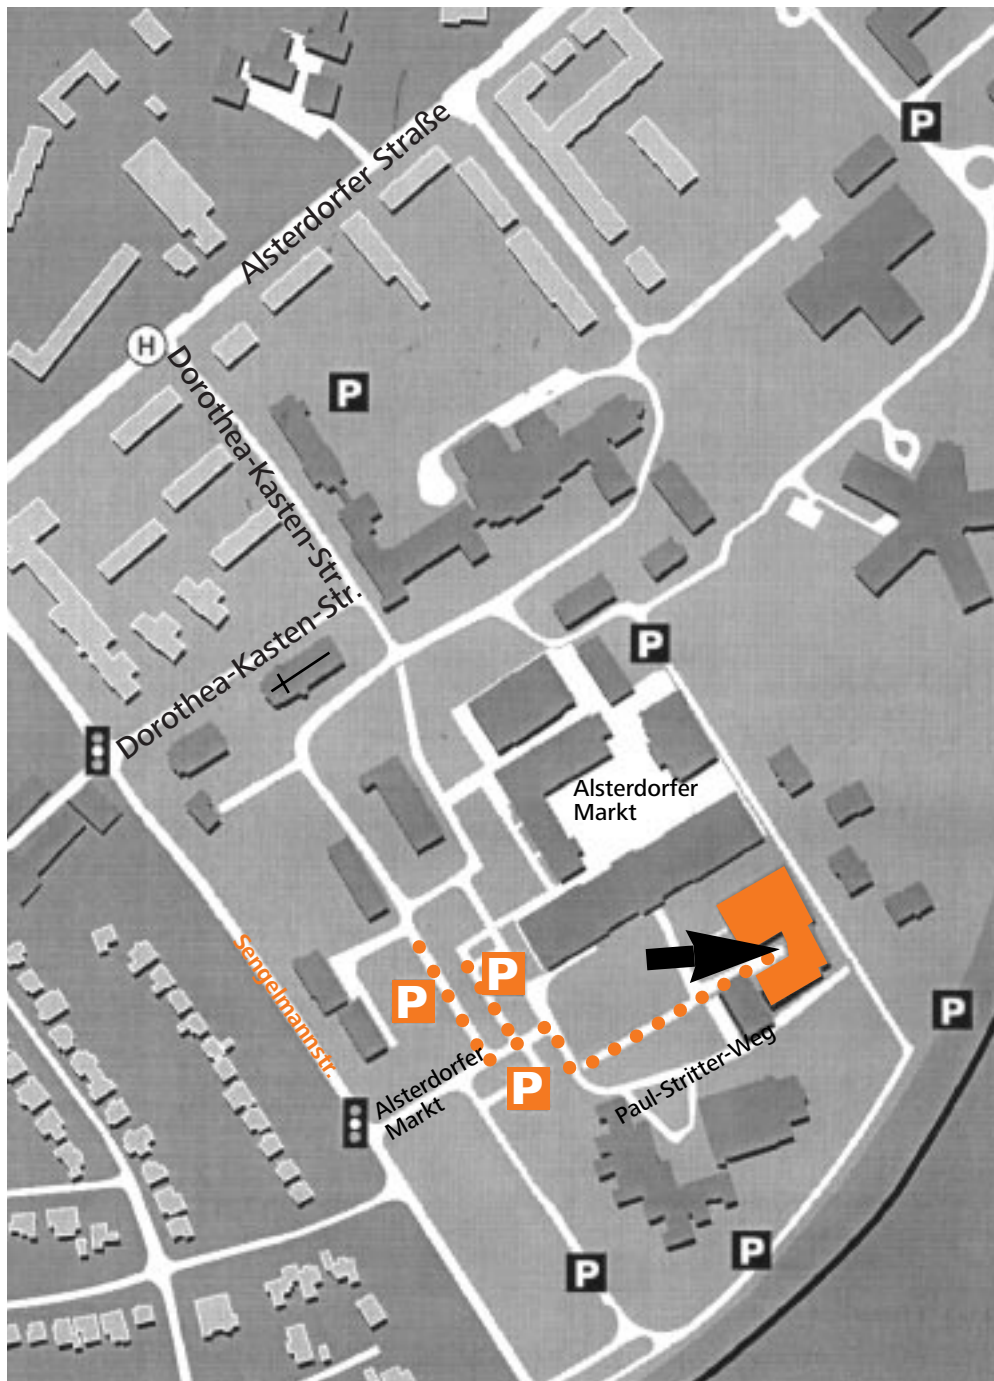 P
Alsterdorfer Straße
H
P
Dorothea-Kasten-Str.
Dorothea-Kasten-Str.
P
Alsterdorfer
Markt
Sengelmannstr.
P
P
P
P
Alsterdorfer
Markt
Paul-Stritter-Weg
P
P